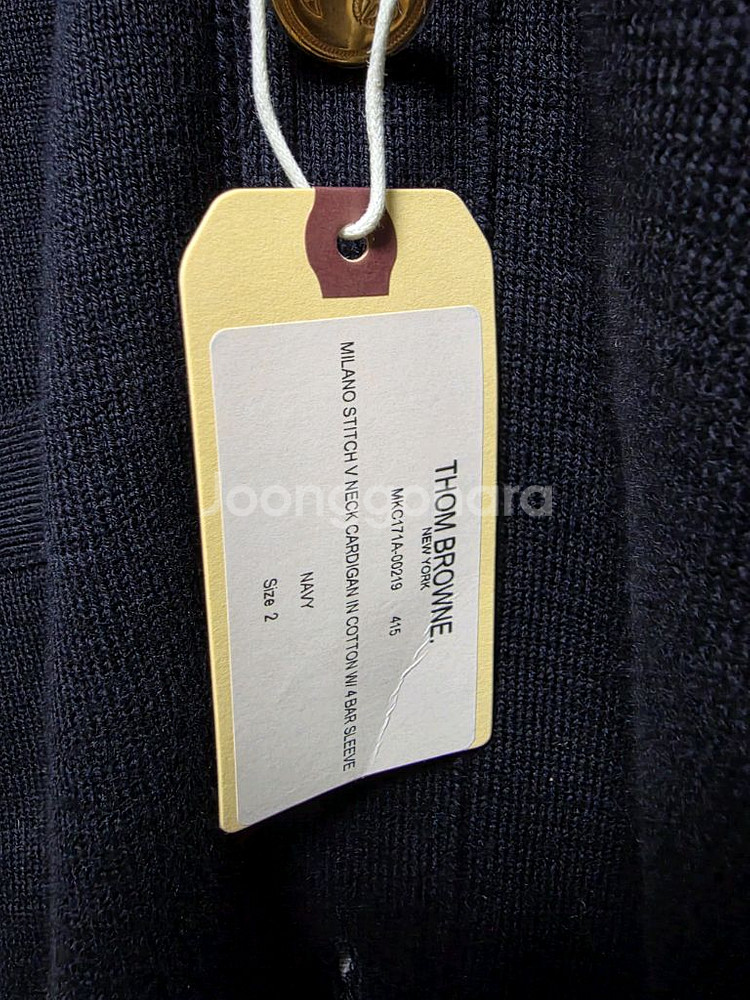 THOM BROWNE.
NEW YORK
MKC171A-00219 415
MILANO STITCH V NECK CARDIGAN IN COTTON W/ 4 BAR SLEEVE
NAVY
Size 2
Joonggonara